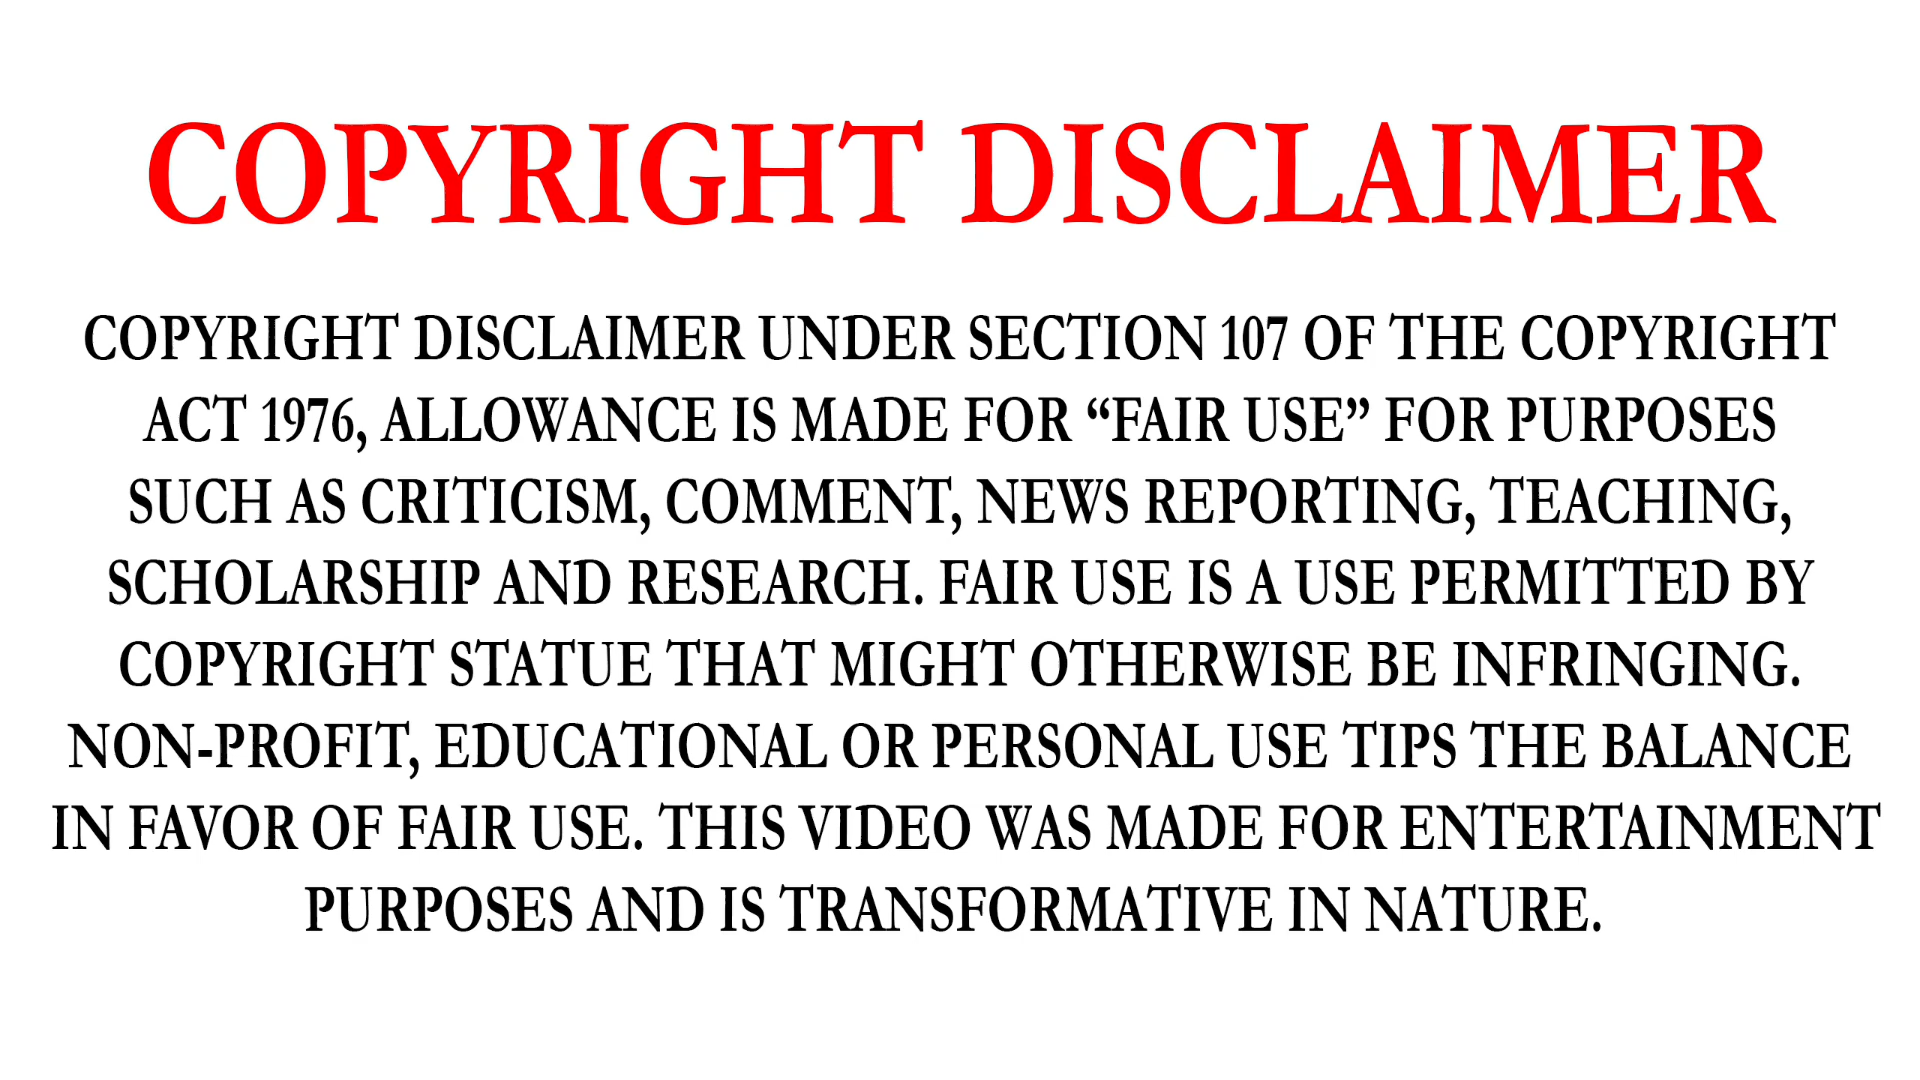 COPYRIGHT DISCLAIMER
COPYRIGHT DISCLAIMER UNDER SECTION 107 OF THE COPYRIGHT
ACT 1976, ALLOWANCE IS MADE FOR “FAIR USE” FOR PURPOSES
SUCH AS CRITICISM, COMMENT, NEWS REPORTING, TEACHING,
SCHOLARSHIP AND RESEARCH. FAIR USE IS A USE PERMITTED BY
COPYRIGHT STATUE THAT MIGHT OTHERWISE BE INFRINGING.
NON-PROFIT, EDUCATIONAL OR PERSONAL USE TIPS THE BALANCE
IN FAVOR OF FAIR USE. THIS VIDEO WAS MADE FOR ENTERTAINMENT
PURPOSES AND IS TRANSFORMATIVE IN NATURE.